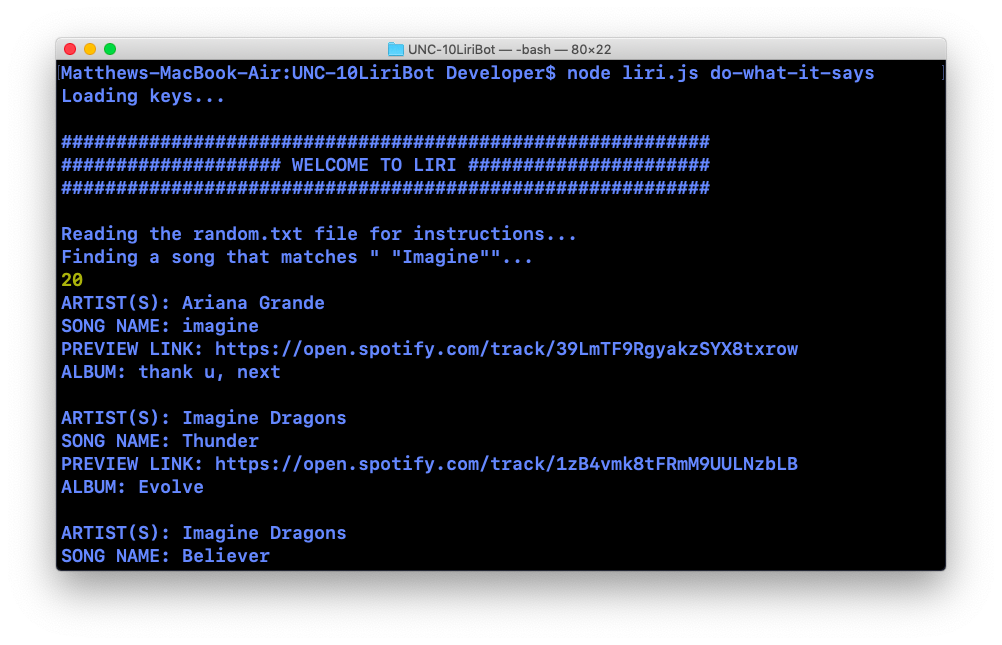 UNC-10LiriBot — -bash — 80×22
[Matthews-MacBook-Air:UNC-10LiriBot Developer$ node liri.js do-what-it-says ]
Loading keys...
###########################################################
#################### WELCOME TO LIRI ######################
###########################################################
Reading the random.txt file for instructions...
Finding a song that matches " "Imagine""...
20
ARTIST(S): Ariana Grande
SONG NAME: imagine
PREVIEW LINK: https://open.spotify.com/track/39LmTF9RgyakzSYX8txrow
ALBUM: thank u, next
ARTIST(S): Imagine Dragons
SONG NAME: Thunder
PREVIEW LINK: https://open.spotify.com/track/1zB4vmk8tFRmM9UULNzbLB
ALBUM: Evolve
ARTIST(S): Imagine Dragons
SONG NAME: Believer